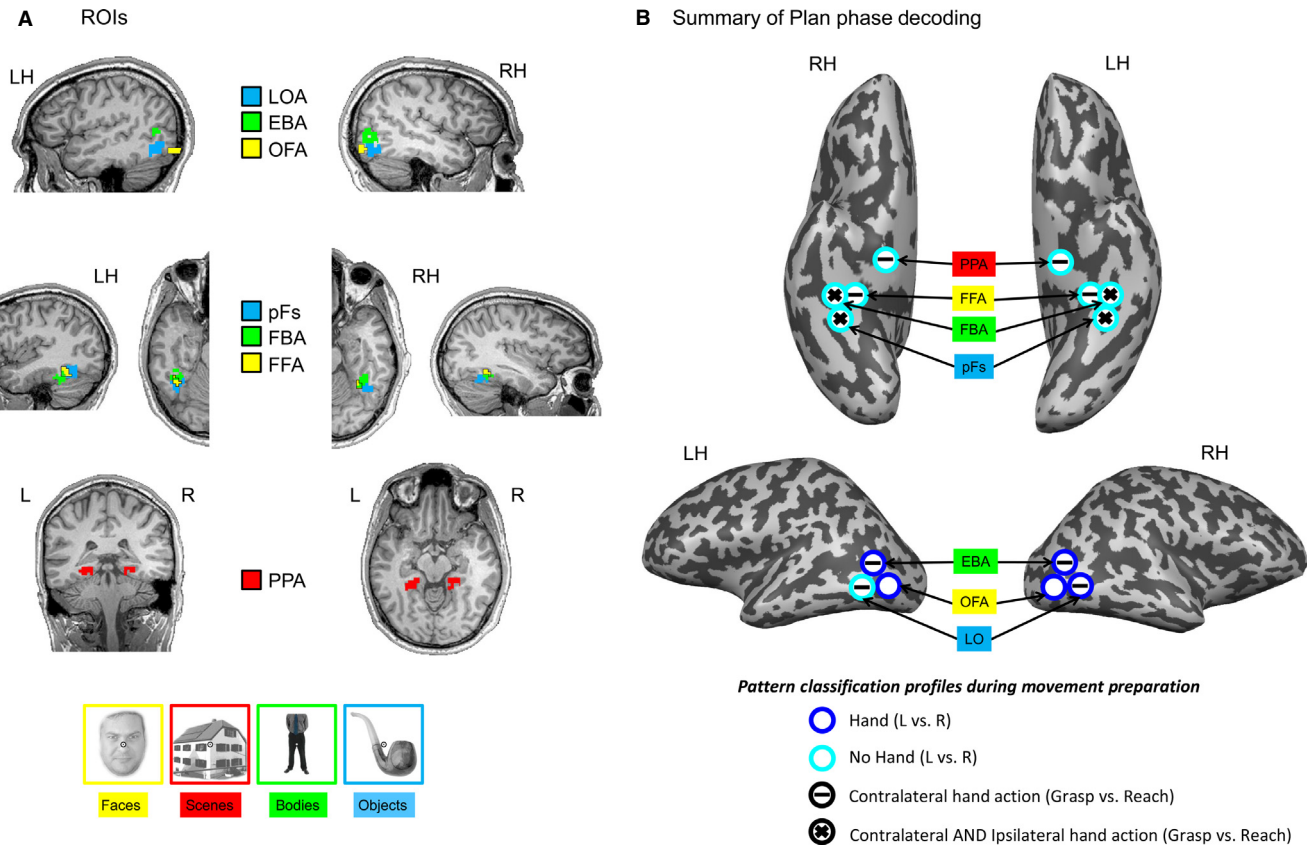 A ROIs
LH
RH
LOA
EBA
OFA
LH
RH
pFs
FBA
FFA
L
R
L
R
PPA
Faces
Scenes
Bodies
Objects
B Summary of Plan phase decoding
RH
LH
PPA
FFA
FBA
pFs
LH
RH
EBA
OFA
LO
Pattern classification profiles during movement preparation
Hand (L vs. R)
No Hand (L vs. R)
Contralateral hand action (Grasp vs. Reach)
Contralateral AND Ipsilateral hand action (Grasp vs. Reach)